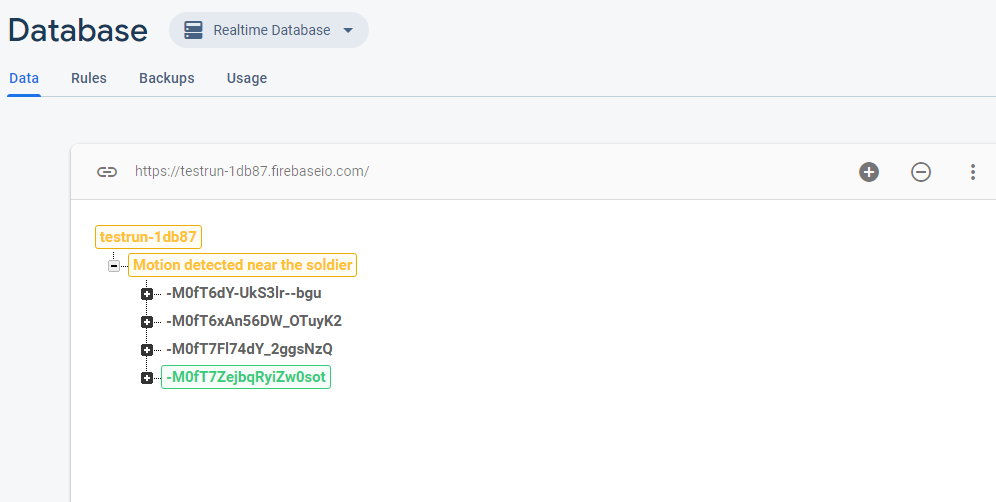 Database Realtime Database
Data Rules Backups Usage
https://testrun-1db87.firebaseio.com/
testrun-1db87
Motion detected near the soldier
-M0fT6dY-UkS3lr--bgu
-M0fT6xAn56DW_OTuyK2
-M0fT7Fl74dY_2ggsNzQ
-M0fT7ZejbqRyiZw0sot